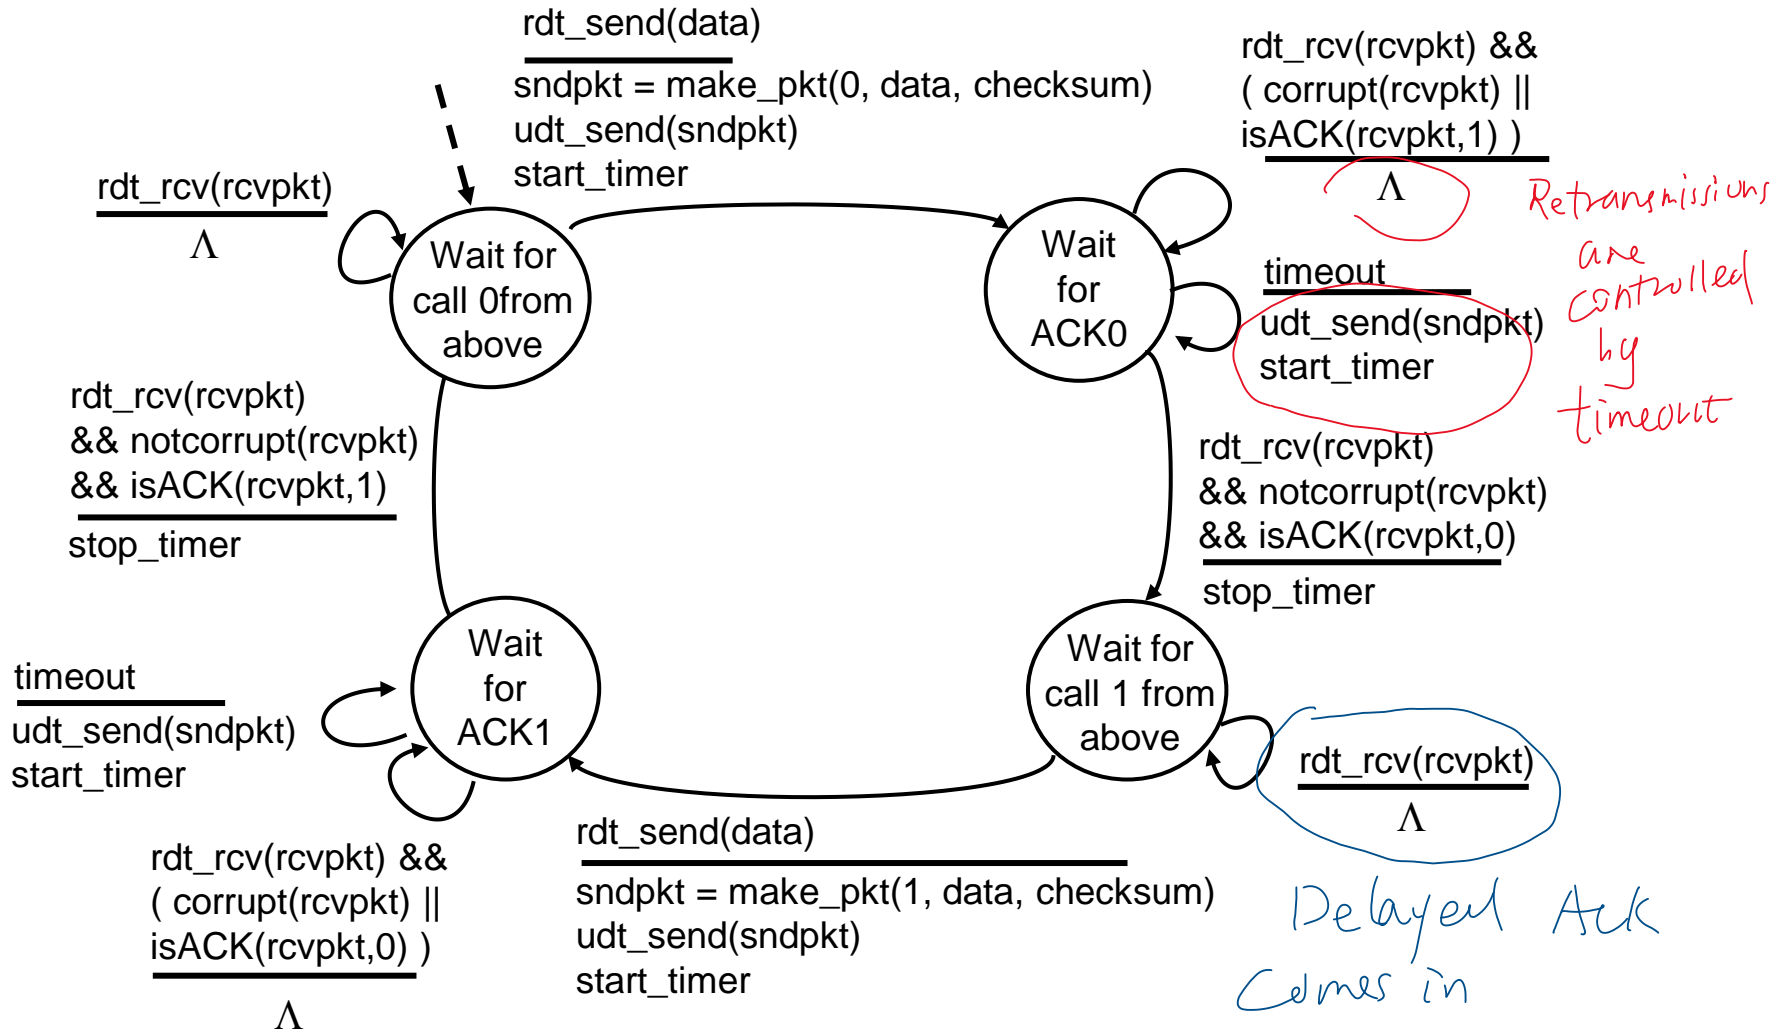 rdt_send(data)
sndpkt = make_pkt(0, data, checksum)
udt_send(sndpkt)
start_timer
rdt_rcv(rcvpkt) &&
( corrupt(rcvpkt) ||
isACK(rcvpkt,1) )
Λ
Retransmissions
are
controlled
by
timeout
rdt_rcv(rcvpkt)
Λ
Wait for
call 0from
above
Wait
for
ACK0
timeout
udt_send(sndpkt)
start_timer
rdt_rcv(rcvpkt)
&& notcorrupt(rcvpkt)
&& isACK(rcvpkt,1)
stop_timer
rdt_rcv(rcvpkt)
&& notcorrupt(rcvpkt)
&& isACK(rcvpkt,0)
stop_timer
timeout
udt_send(sndpkt)
start_timer
Wait
for
ACK1
Wait for
call 1 from
above
rdt_rcv(rcvpkt)
Λ
rdt_rcv(rcvpkt) &&
( corrupt(rcvpkt) ||
isACK(rcvpkt,0) )
Λ
rdt_send(data)
sndpkt = make_pkt(1, data, checksum)
udt_send(sndpkt)
start_timer
Delayed Ack
Comes in